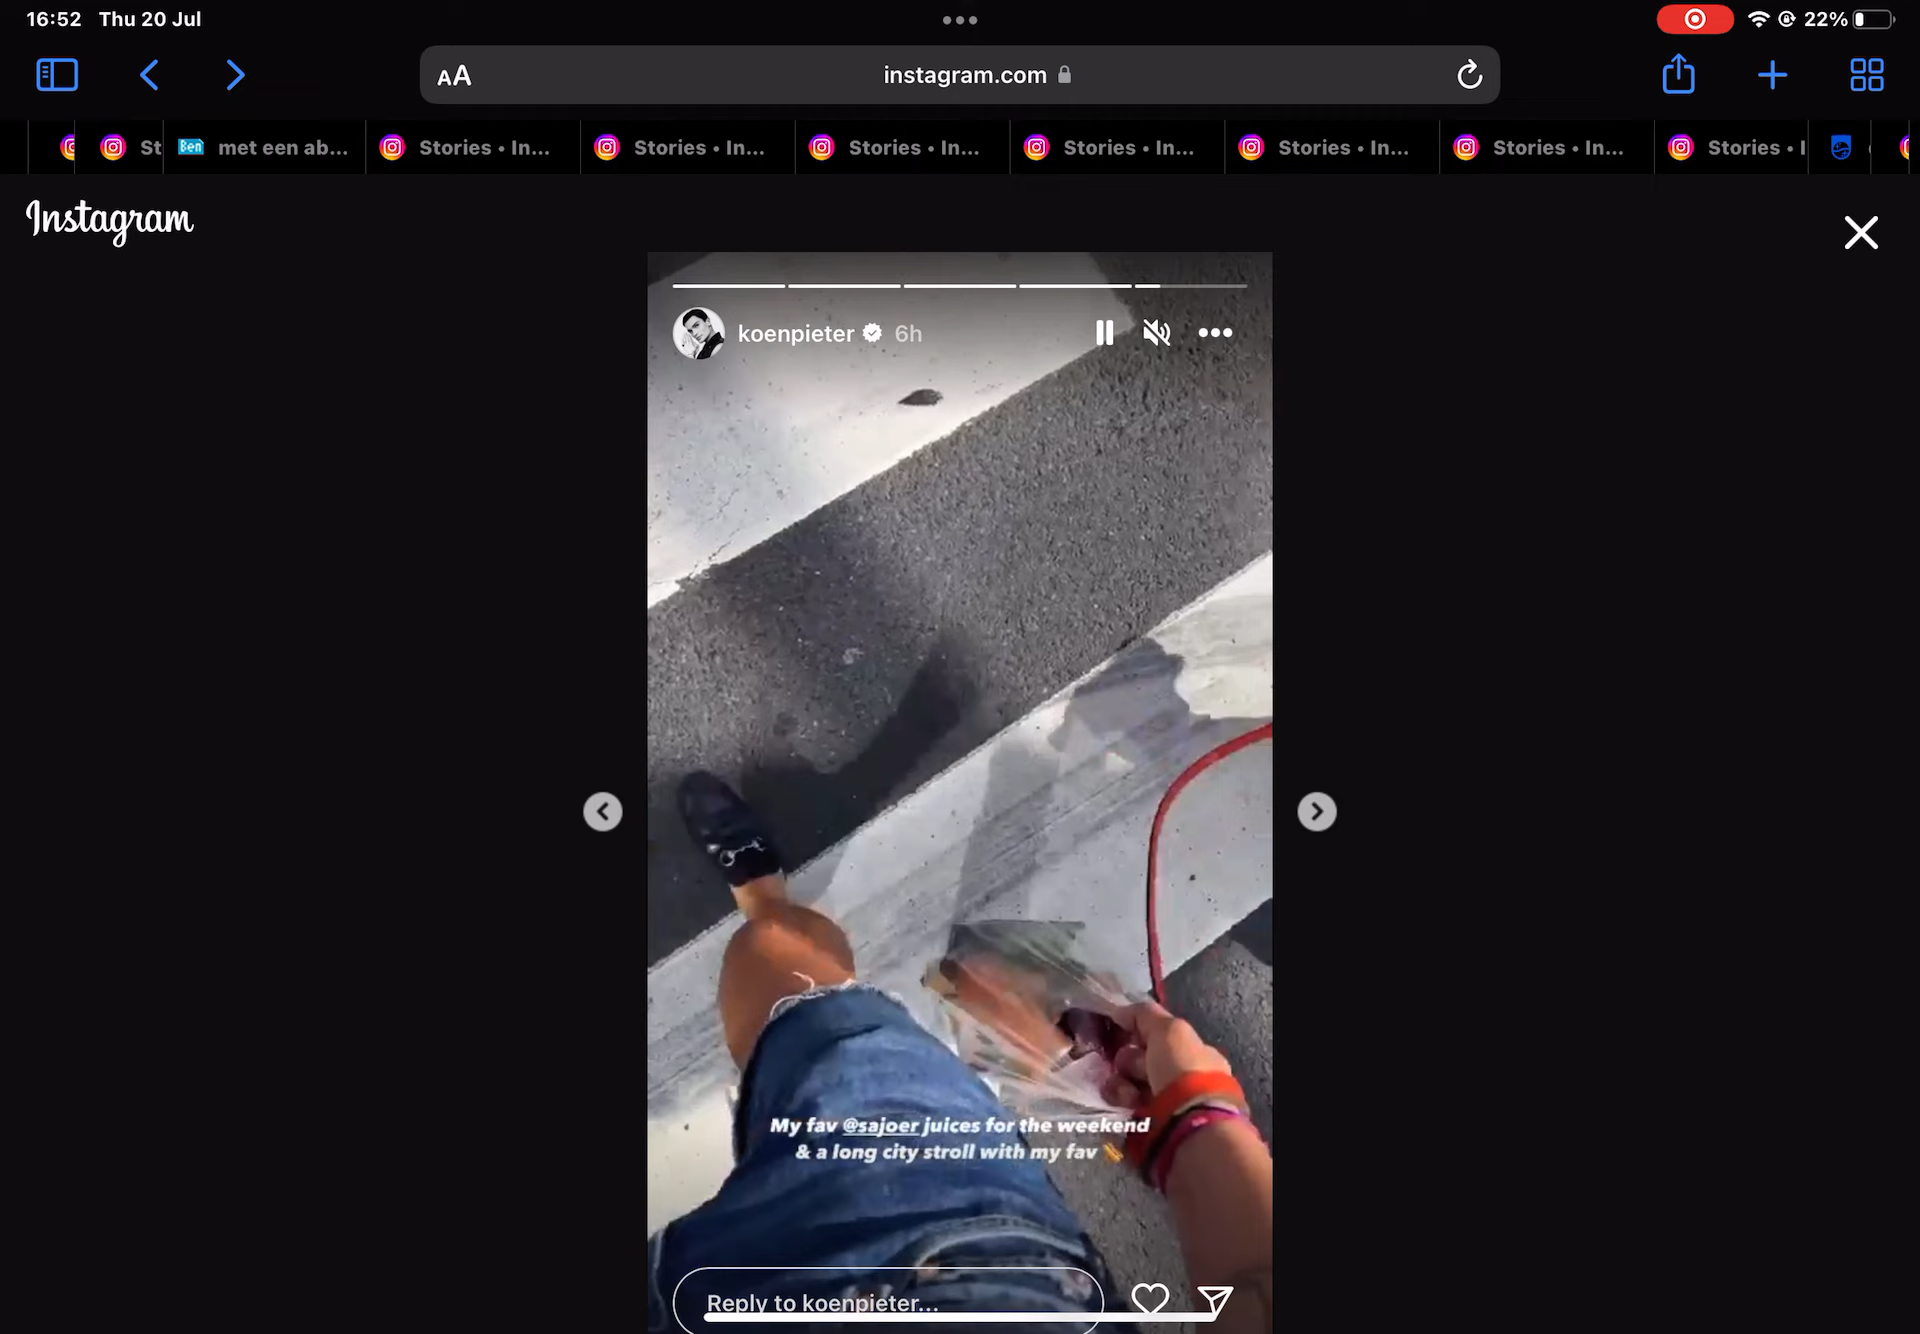 16:52 Thu 20 Jul
22%
AA
instagram.com
St
Ben
met een ab...
Stories • In...
Stories • In...
Stories • In...
Stories • In...
Stories • In...
Stories • In...
Stories • I
Instagram
koenpieter 6h
My fav @sajoer juices for the weekend
& a long city stroll with my fav 🌭
Reply to koenpieter...